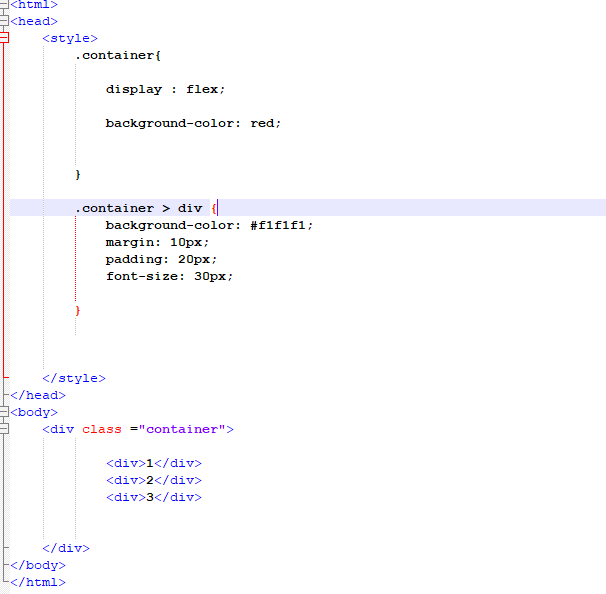 <html>
<head>
<style>
.container{
display : flex;
background-color: red;
}
.container > div {
background-color: #f1f1f1;
margin: 10px;
padding: 20px;
font-size: 30px;
}
</style>
</head>
<body>
<div class ="container">
<div>1</div>
<div>2</div>
<div>3</div>
</div>
</body>
</html>